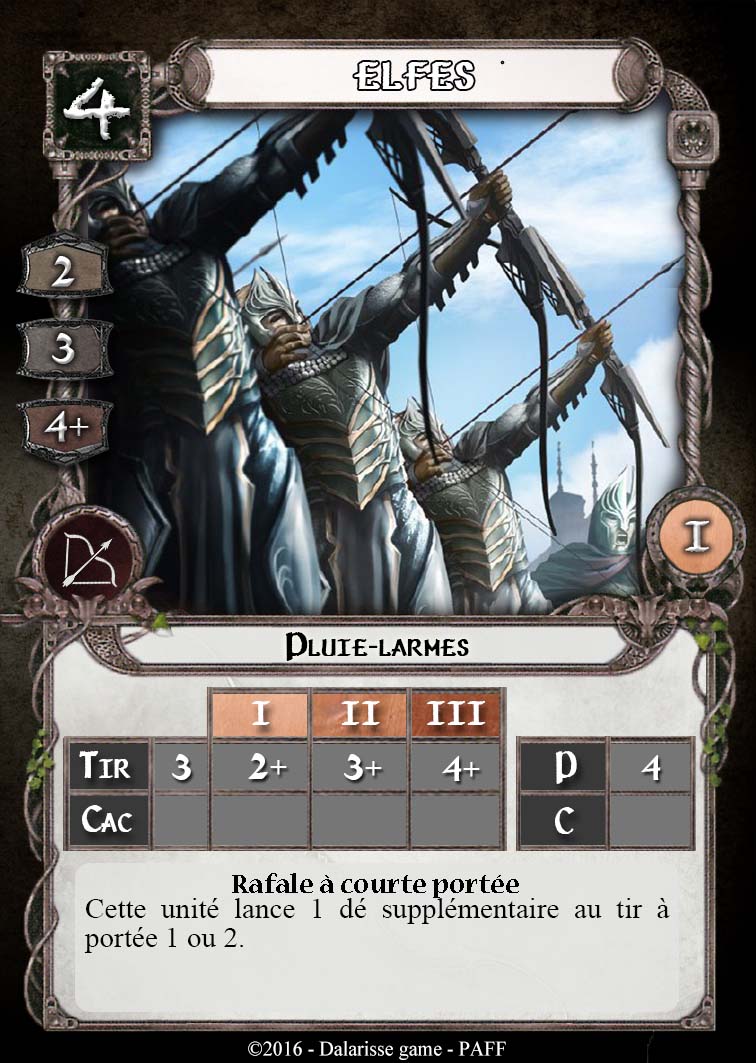 ELFES
4
2
3
4+
I
PLUIE-LARMES
I II III
TIR 3 2+ 3+ 4+ P 4
CAC C
Rafale à courte portée
Cette unité lance 1 dé supplémentaire au tir à
portée 1 ou 2.
©2016 - Dalarisse game - PAFF